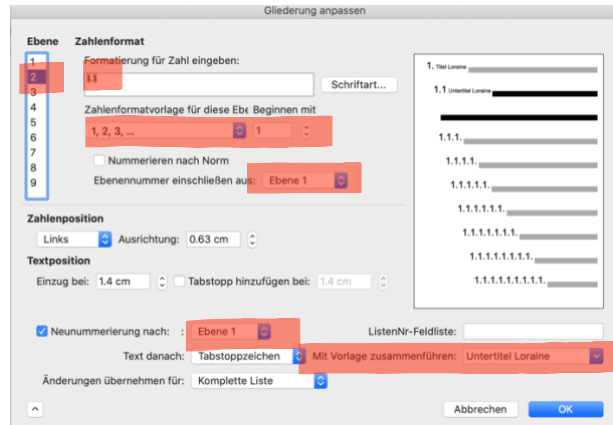 Gliederung anpassen
Ebene Zahlenformat
1
2
3
4
5
6
7
8
9
Formatierung für Zahl eingeben:
1.1
Schriftart...
Zahlenformatvorlage für diese Ebe Beginnen mit
1, 2, 3, ... 1
Nummerieren nach Norm
Ebenennummer einschließen aus: Ebene 1
1. Titel Loraine
1.1 Untertitel Loraine
1.1.1.
1.1.1.1.
1.1.1.1.1.
1.1.1.1.1.1.
1.1.1.1.1.1.1.
1.1.1.1.1.1.1.1.
1.1.1.1.1.1.1.1.1.
Zahlenposition
Links Ausrichtung: 0.63 cm
Textposition
Einzug bei: 1.4 cm Tabstopp hinzufügen bei: 1.4 cm
Neunummerierung nach: : Ebene 1 ListenNr-Feldliste:
Text danach: Tabstoppzeichen Mit Vorlage zusammenführen: Untertitel Loraine
Änderungen übernehmen für: Komplette Liste
Abbrechen OK